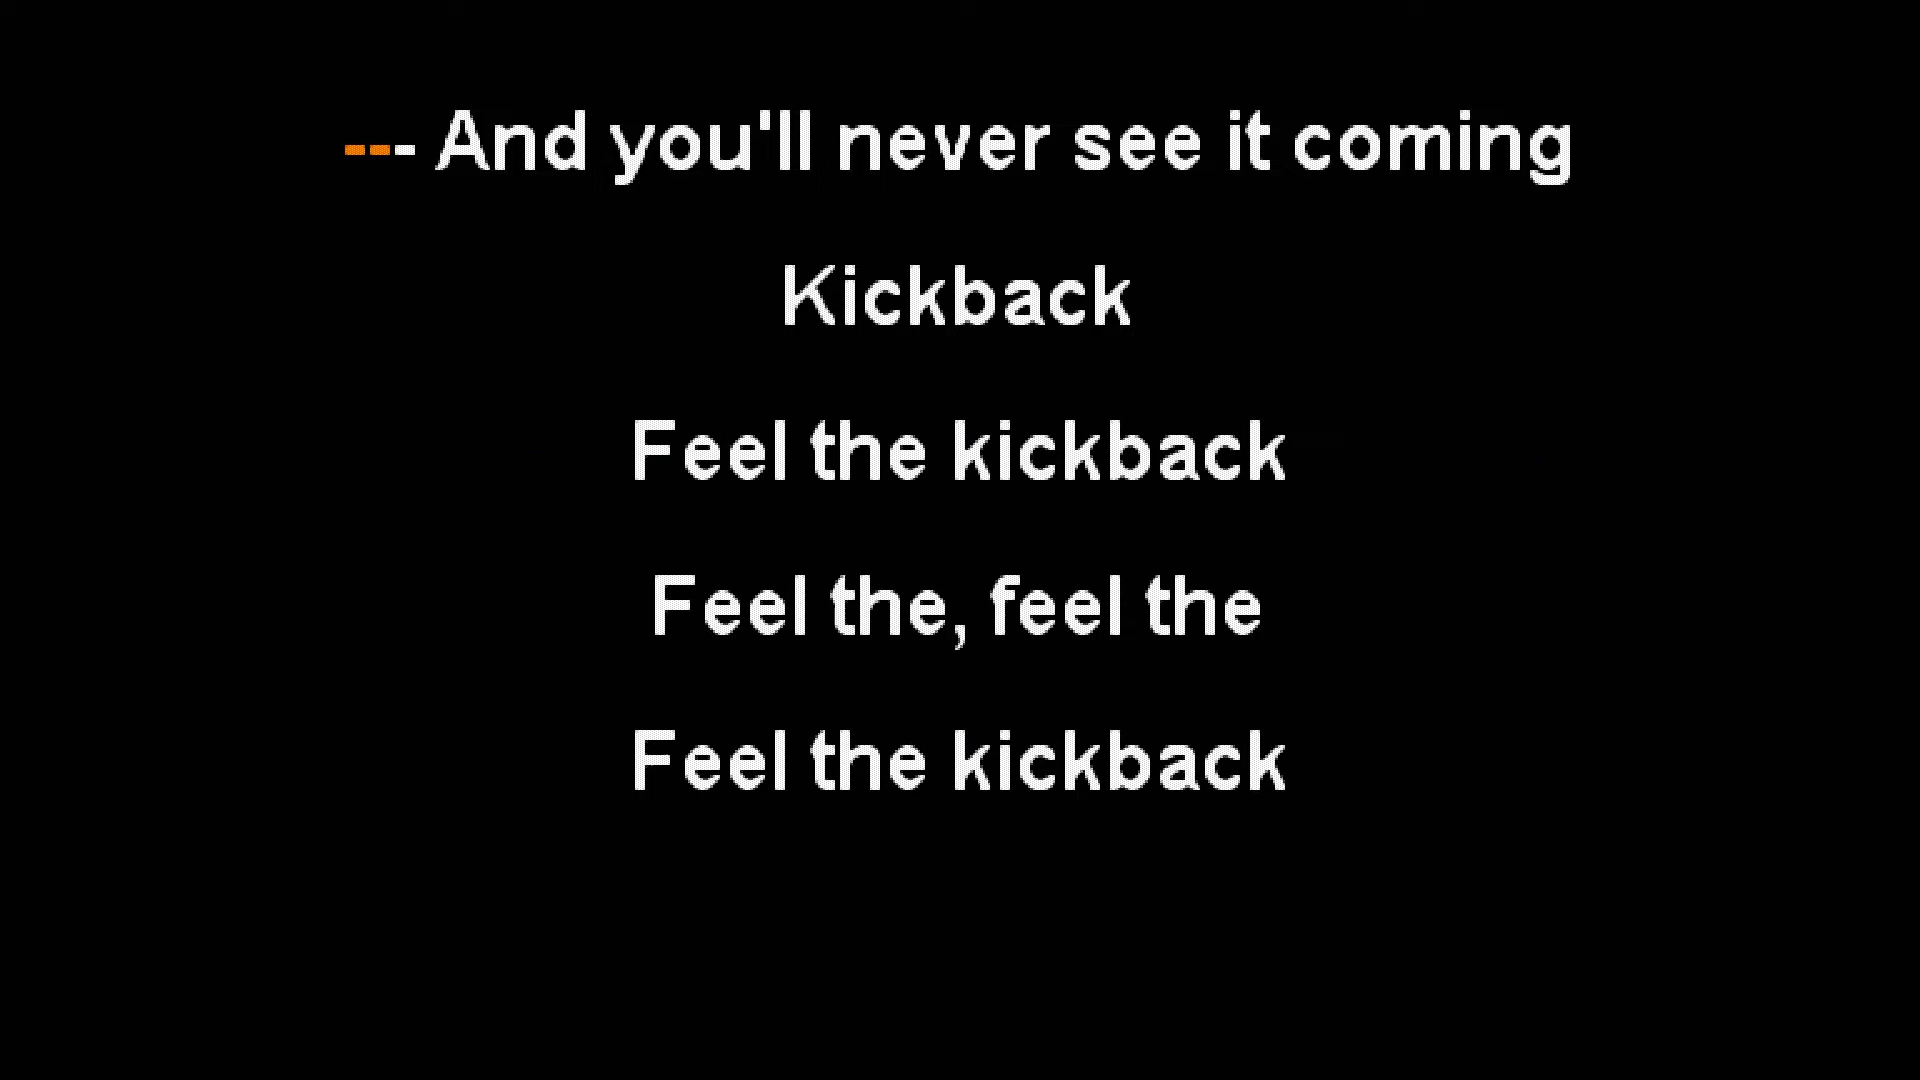 --- And you'll never see it coming
Kickback
Feel the kickback
Feel the, feel the
Feel the kickback